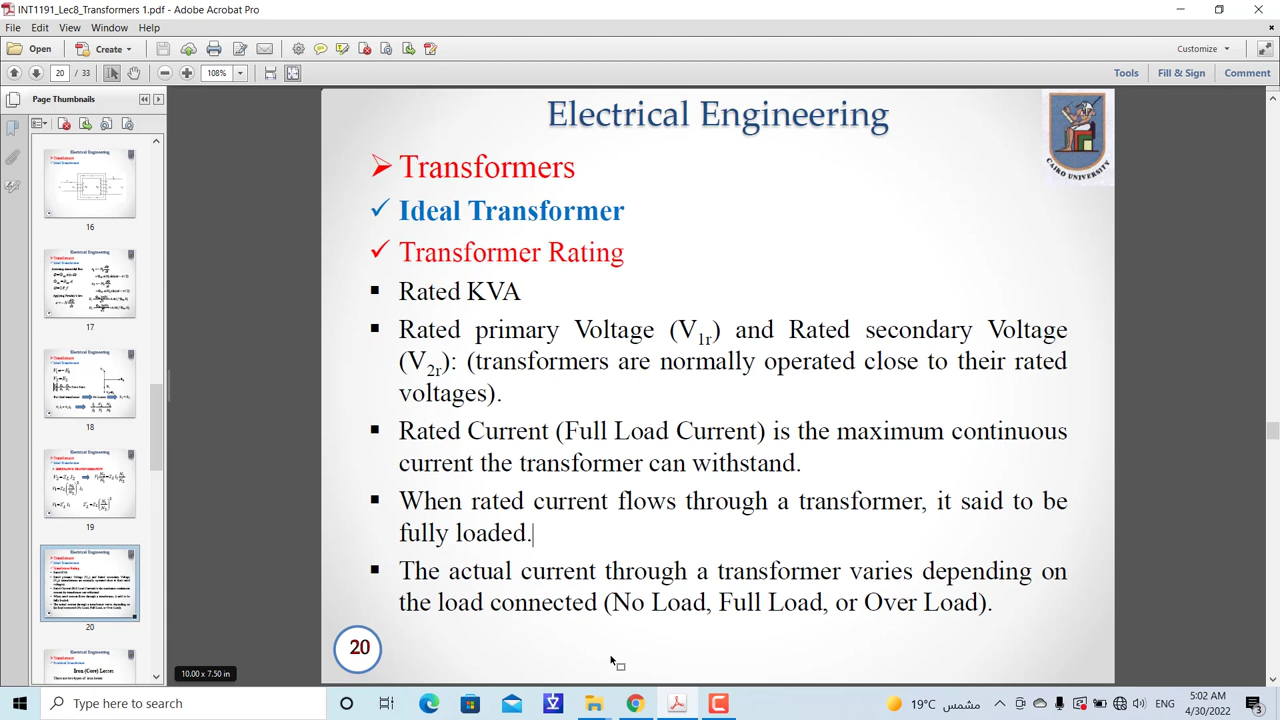 INT1191_Lec8_Transformers 1.pdf - Adobe Acrobat Pro
File Edit View Window Help
Open Create Customize
20 / 33 108% Tools Fill & Sign Comment
Page Thumbnails
16
17
18
19
20
Electrical Engineering
CAIRO UNIVERSITY
Transformers
Ideal Transformer
Transformer Rating
Rated KVA
Rated primary Voltage (V1r) and Rated secondary Voltage
(V2r): (transformers are normally operated close to their rated
voltages).
Rated Current (Full Load Current) is the maximum continuous
current the transformer can withstand.
When rated current flows through a transformer, it said to be
fully loaded.
The actual current through a transformer varies depending on
the load connected (No Load, Full Load, or Over Load).
20
10.00 x 7.50 in
Type here to search
19°C مشمس
ENG
5:02 AM
4/30/2022
3